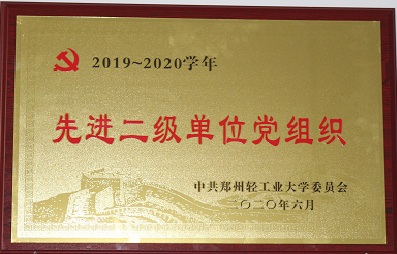 2019~2020学年
先进二级单位党组织
中共郑州轻工业大学委员会
二〇二〇年六月